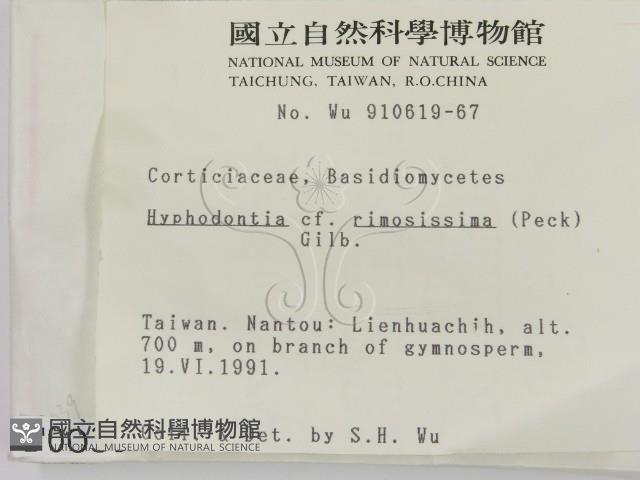 國立自然科學博物館
NATIONAL MUSEUM OF NATURAL SCIENCE
TAICHUNG, TAIWAN, R.O.CHINA
No. Wu 910619-67
Corticiaceae, Basidiomycetes
Hyphodontia cf. rimosissima (Peck)
Gilb.
Taiwan. Nantou: Lienhuachih, alt.
700 m, on branch of gymnosperm,
19.VI.1991.
by S.H. Wu
國立自然科學博物館
NATIONAL MUSEUM OF NATURAL SCIENCE